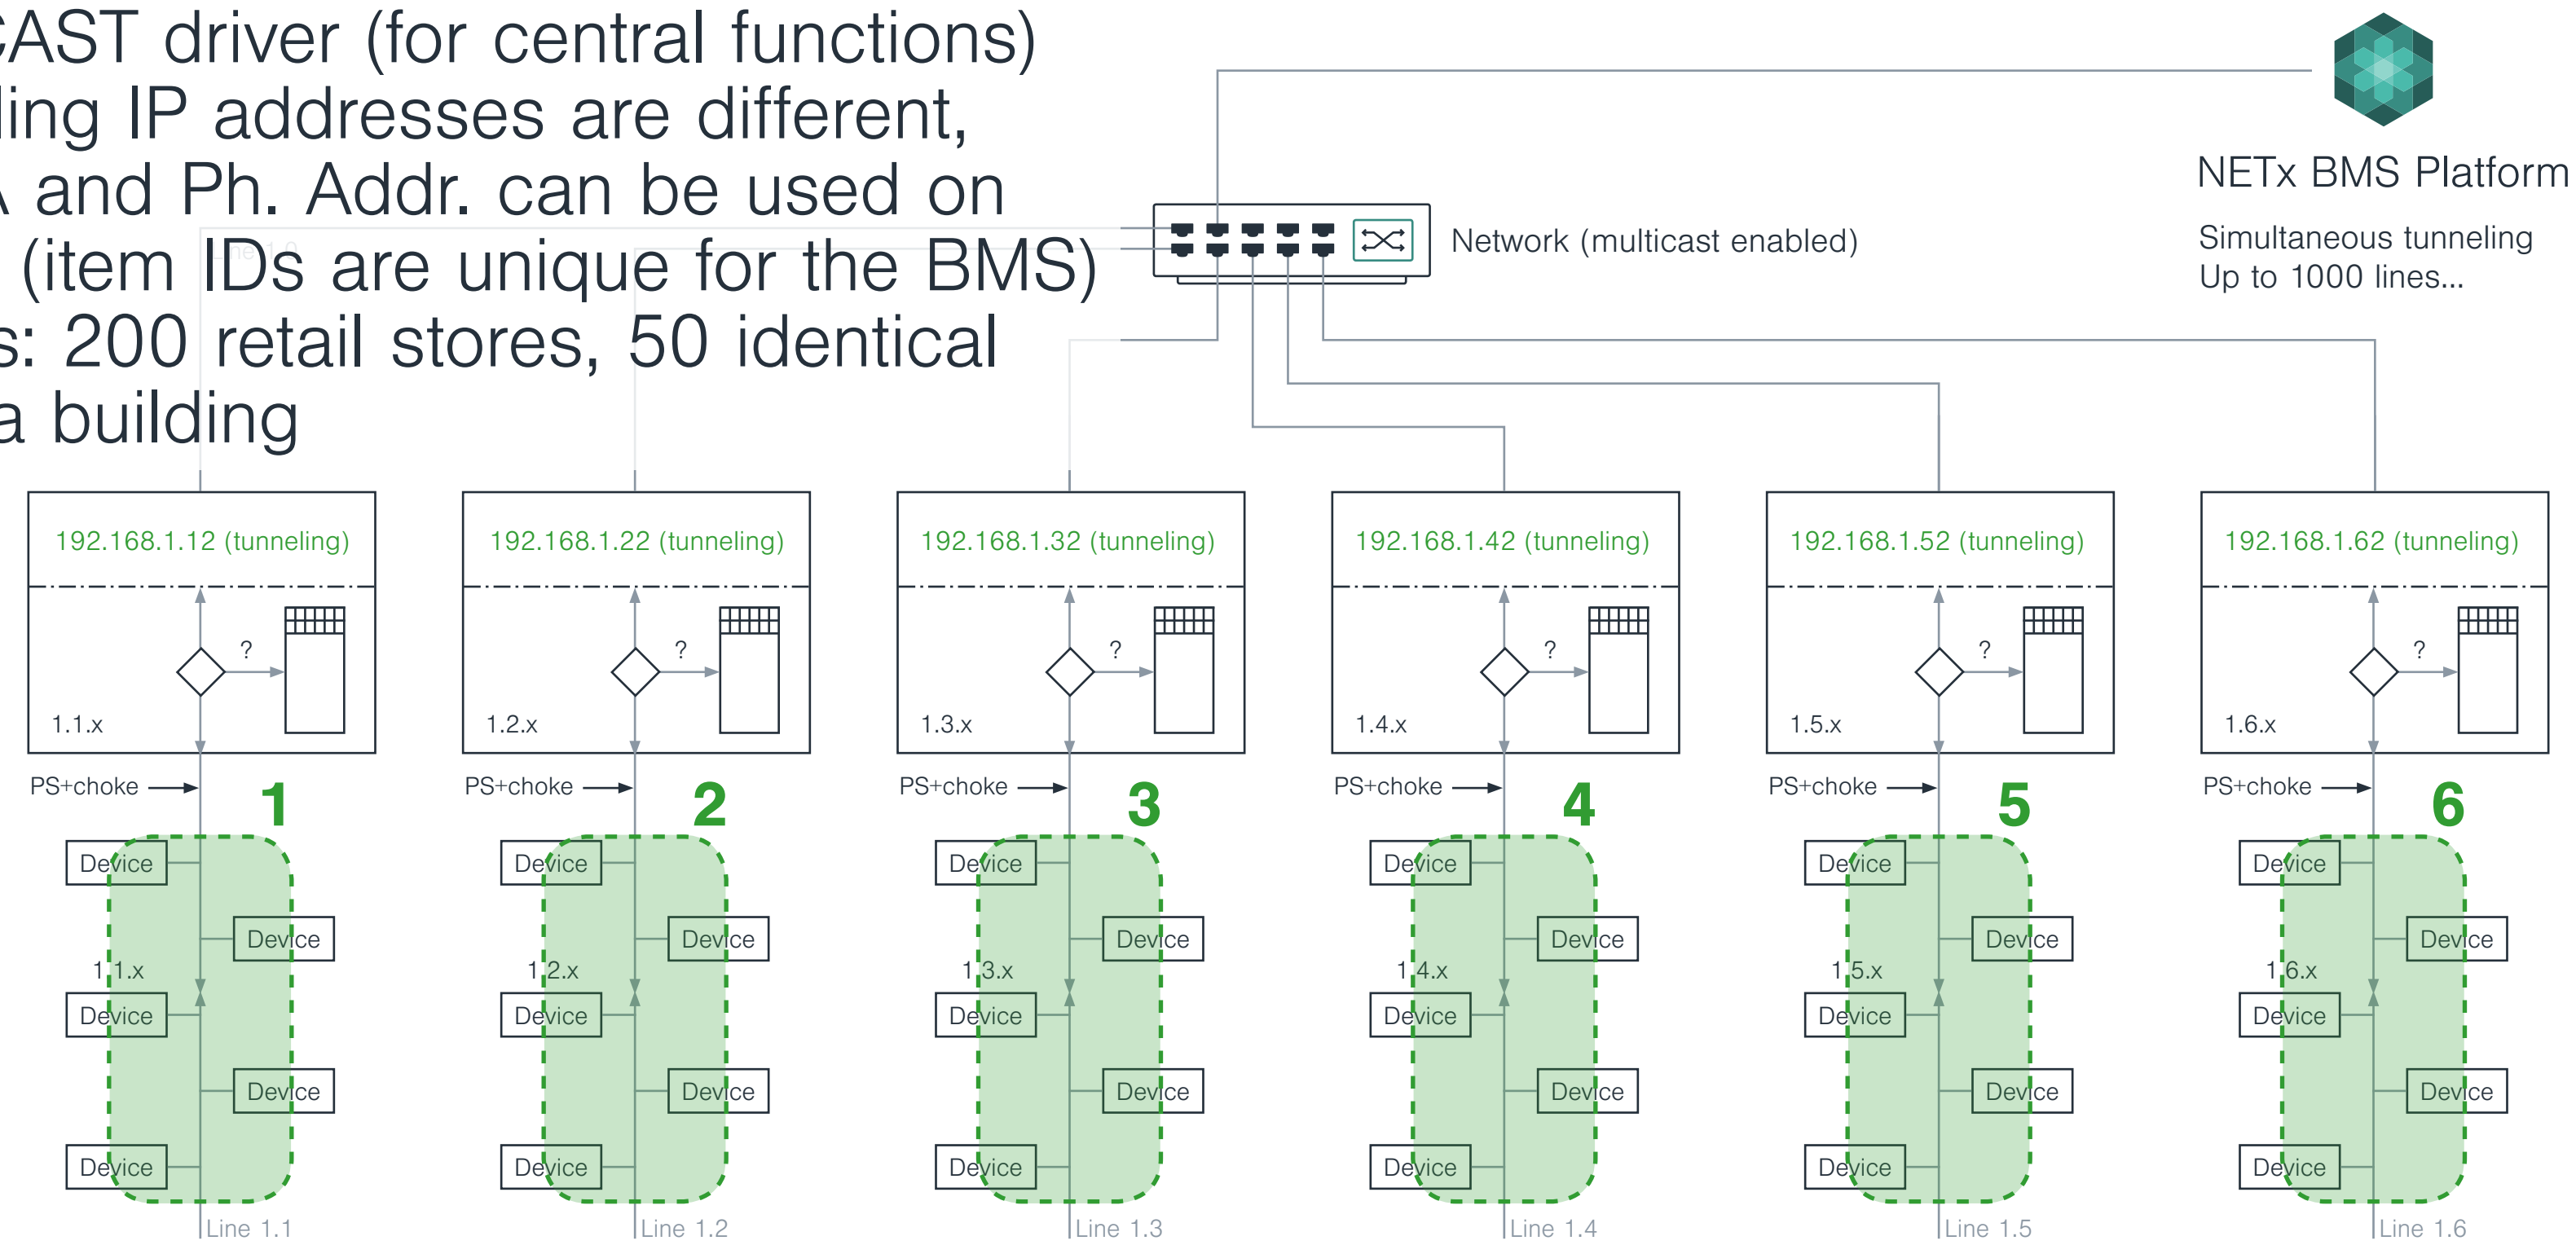 CAST driver (for central functions)
ling IP addresses are different,
A and Ph. Addr. can be used on
(item IDs are unique for the BMS)
s: 200 retail stores, 50 identical
a building
Line 1.0
NETx BMS Platform
Simultaneous tunneling
Up to 1000 lines...
Network (multicast enabled)
192.168.1.12 (tunneling)
?
1.1.x
PS+choke
1
Device
Device
1.1.x
Device
Device
Device
Line 1.1
192.168.1.22 (tunneling)
?
1.2.x
PS+choke
2
Device
Device
1.2.x
Device
Device
Device
Line 1.2
192.168.1.32 (tunneling)
?
1.3.x
PS+choke
3
Device
Device
1.3.x
Device
Device
Device
Line 1.3
192.168.1.42 (tunneling)
?
1.4.x
PS+choke
4
Device
Device
1.4.x
Device
Device
Device
Line 1.4
192.168.1.52 (tunneling)
?
1.5.x
PS+choke
5
Device
Device
1.5.x
Device
Device
Device
Line 1.5
192.168.1.62 (tunneling)
?
1.6.x
PS+choke
6
Device
Device
1.6.x
Device
Device
Device
Line 1.6